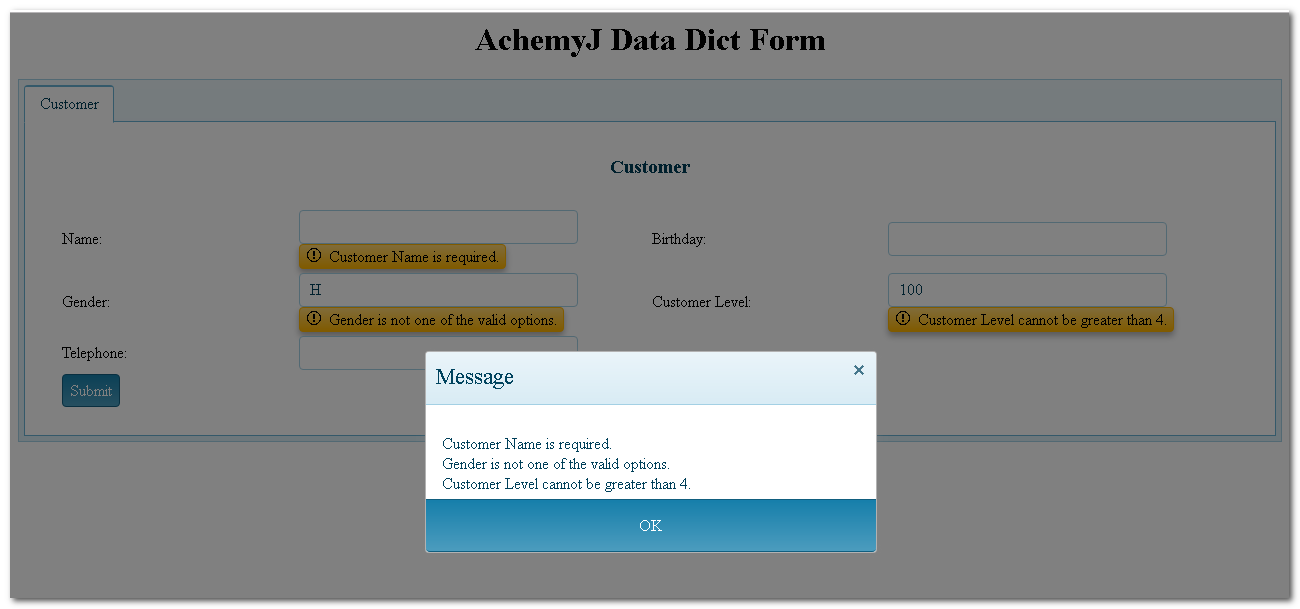 AchemyJ Data Dict Form
Customer
Customer
Name:
Customer Name is required.
Birthday:
Gender:
H
Gender is not one of the valid options.
Customer Level:
100
Customer Level cannot be greater than 4.
Telephone:
Submit
Message
×
Customer Name is required.
Gender is not one of the valid options.
Customer Level cannot be greater than 4.
OK